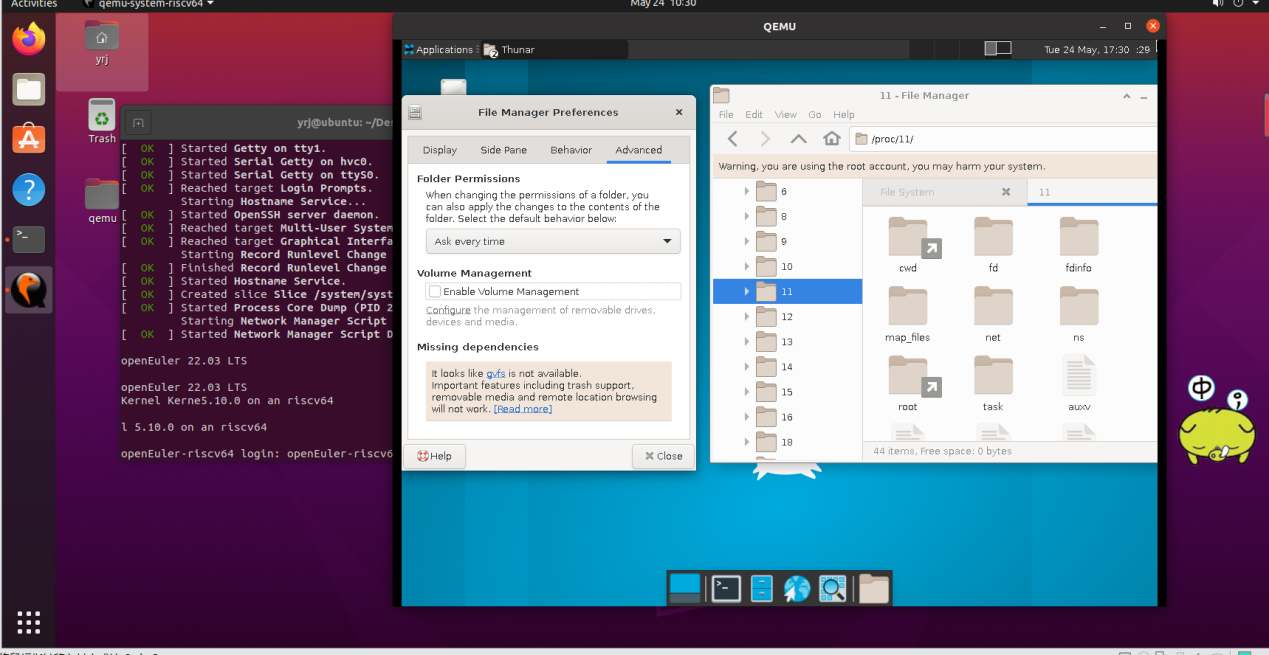 Activities
qemu-system-riscv64
May 24 10:30
QEMU
yrj
Trash
qemu
yrj@ubuntu: ~/Des
[ OK ] Started Getty on tty1.
[ OK ] Started Serial Getty on hvc0.
[ OK ] Started Serial Getty on ttyS0.
[ OK ] Reached target Login Prompts.
Starting Hostname Service...
[ OK ] Started OpenSSH server daemon.
[ OK ] Reached target Multi-User System
[ OK ] Reached target Graphical Interfa
Starting Record Runlevel Change
[ OK ] Finished Record Runlevel Change
[ OK ] Started Hostname Service.
[ OK ] Created slice Slice /system/syst
[ OK ] Started Process Core Dump (PID 2
Starting Network Manager Script
[ OK ] Started Network Manager Script D
openEuler 22.03 LTS
openEuler 22.03 LTS
Kernel Kerne5.10.0 on an riscv64
l 5.10.0 on an riscv64
openEuler-riscv64 login: openEuler-riscv6
Applications
2 Thunar
Tue 24 May, 17:30 :29
File Manager Preferences
Display Side Pane Behavior Advanced
Folder Permissions
When changing the permissions of a folder, you
can also apply the changes to the contents of the
folder. Select the default behavior below:
Ask every time
Volume Management
Enable Volume Management
Configure the management of removable drives,
devices and media.
Missing dependencies
It looks like gvfs is not available.
Important features including trash support,
removable media and remote location browsing
will not work. [Read more]
Help
Close
11 - File Manager
File Edit View Go Help
/proc/11/
Warning, you are using the root account, you may harm your system.
6
8
9
10
11
12
13
14
15
16
18
File System
11
cwd fd fdinfo
map_files net ns
root task auxv
44 items, Free space: 0 bytes
中